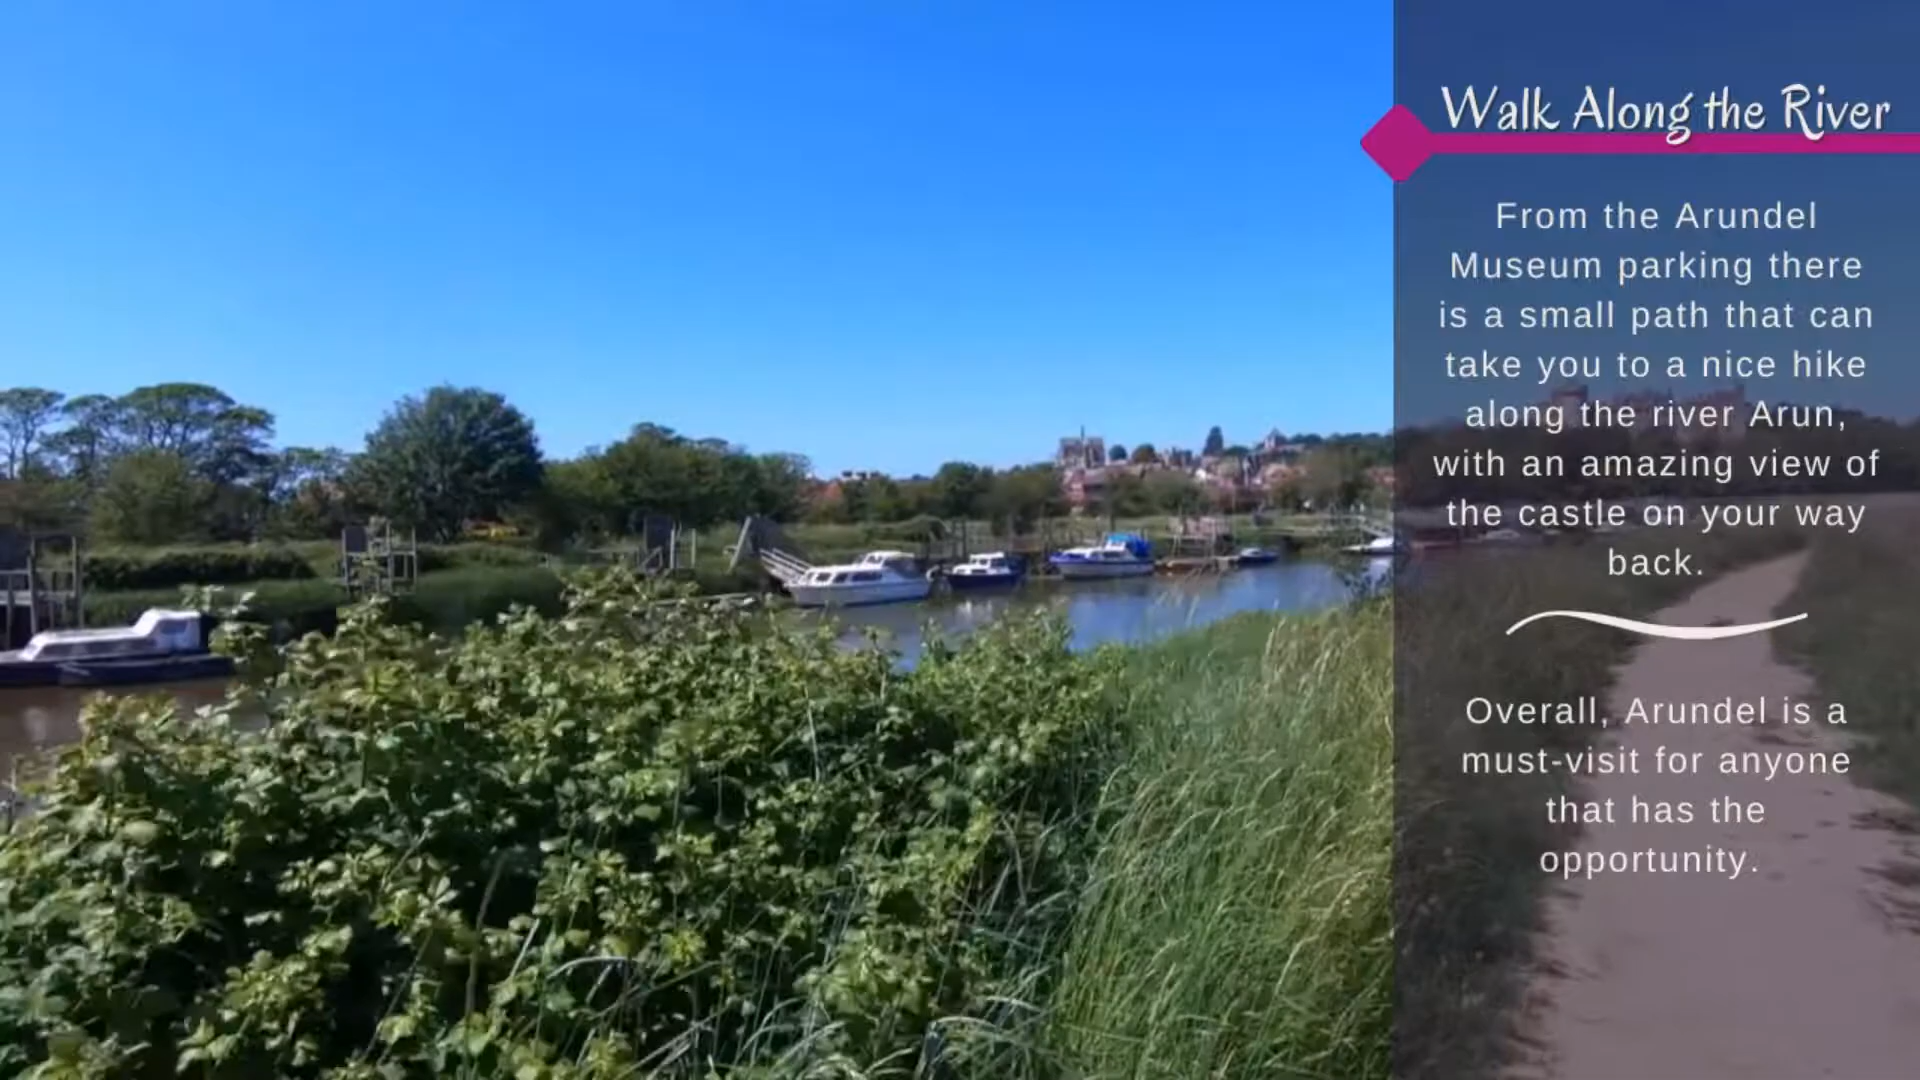 Walk Along the River
From the Arundel
Museum parking there
is a small path that can
take you to a nice hike
along the river Arun,
with an amazing view of
the castle on your way
back.
Overall, Arundel is a
must-visit for anyone
that has the
opportunity.